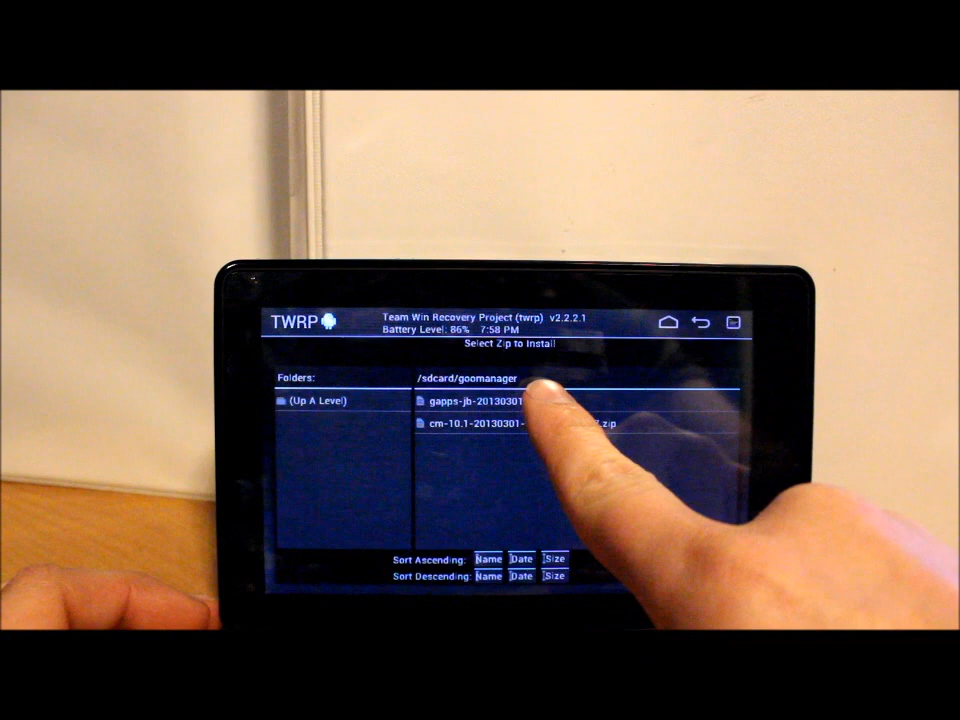 TWRP
Team Win Recovery Project (twrp) v2.2.2.1
Battery Level: 86% 7:58 PM
Select Zip to Install
Folders:
/sdcard/goomanager
(Up A Level)
gapps-jb-20130301
cm-10.1-20130301- .zip
Sort Ascending: Name Date Size
Sort Descending: Name Date Size